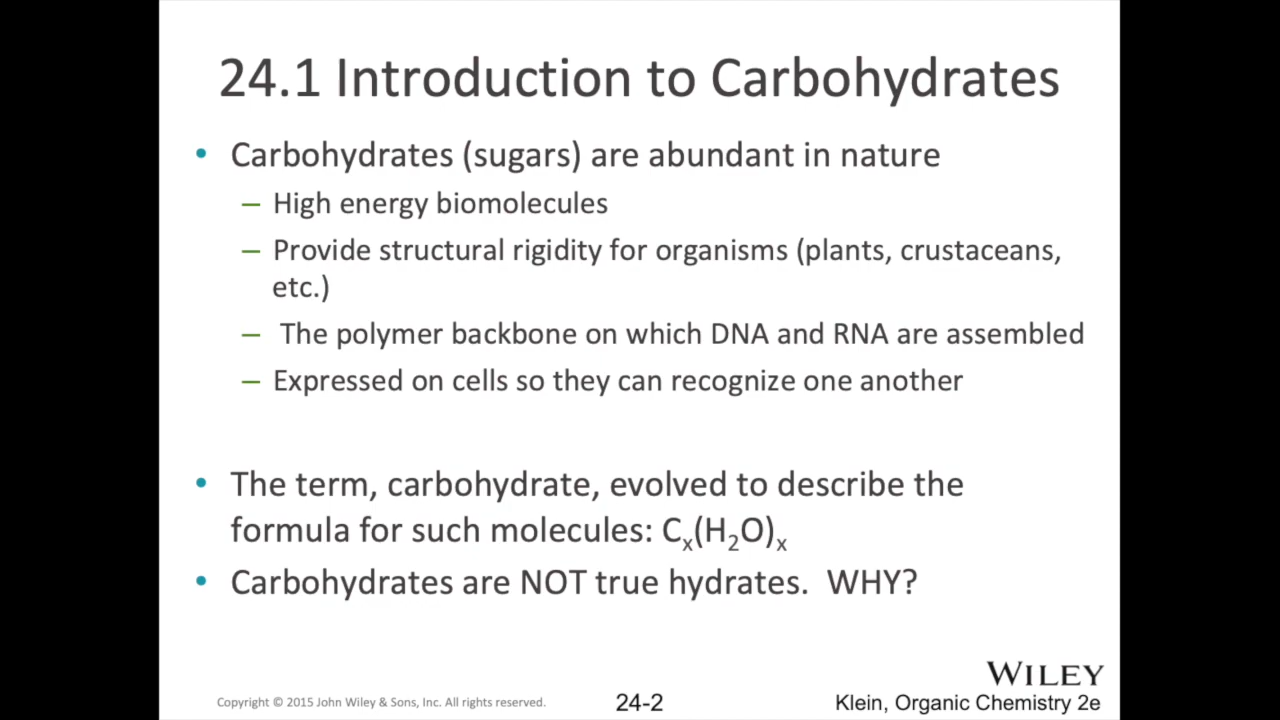 24.1 Introduction to Carbohydrates
• Carbohydrates (sugars) are abundant in nature
– High energy biomolecules
– Provide structural rigidity for organisms (plants, crustaceans,
etc.)
– The polymer backbone on which DNA and RNA are assembled
– Expressed on cells so they can recognize one another
• The term, carbohydrate, evolved to describe the
formula for such molecules: Cₓ(H₂O)ₓ
• Carbohydrates are NOT true hydrates.  WHY?
WILEY
Copyright © 2015 John Wiley & Sons, Inc. All rights reserved.
24-2
Klein, Organic Chemistry 2e